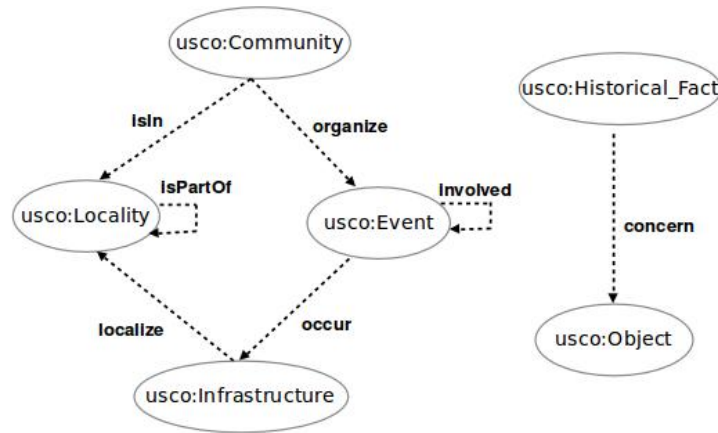 usco:Community
usco:Historical_Fact
isIn
organize
isPartOf
involved
usco:Locality
usco:Event
concern
localize
occur
usco:Object
usco:Infrastructure